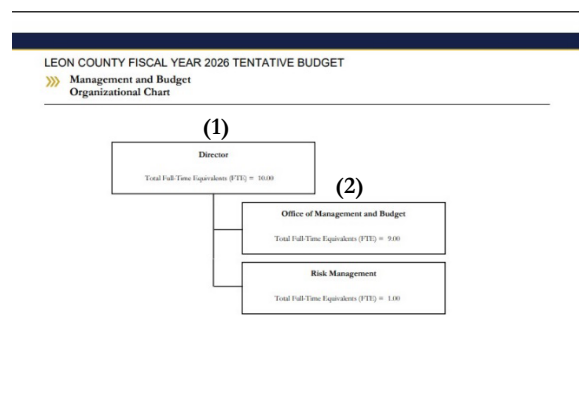 LEON COUNTY FISCAL YEAR 2026 TENTATIVE BUDGET
Management and Budget
Organizational Chart
(1)
Director
Total Full-Time Equivalents (FTE) = 10.00
(2)
Office of Management and Budget
Total Full-Time Equivalents (FTE) = 9.00
Risk Management
Total Full-Time Equivalents (FTE) = 1.00